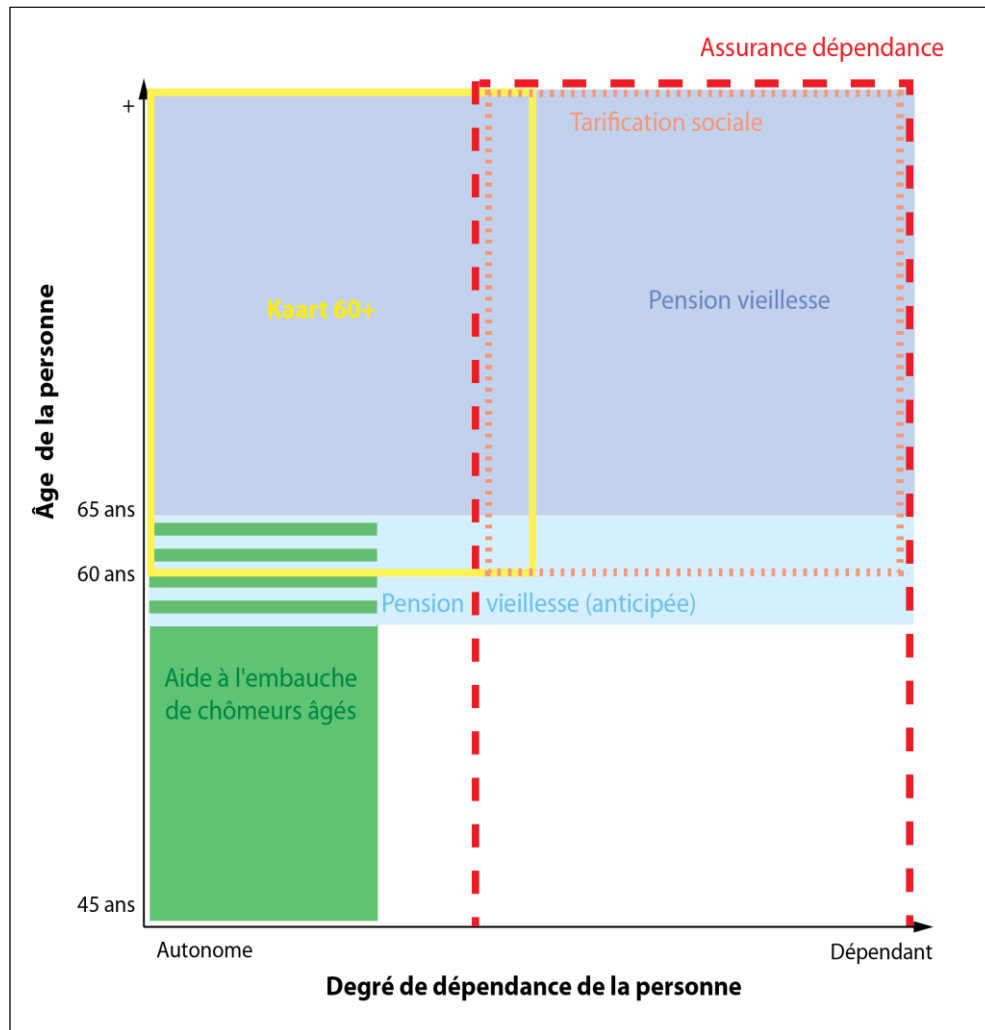 Assurance dépendance
+
Tarification sociale
Kaart 60+
Pension vieillesse
Âge de la personne
65 ans
60 ans
Pension vieillesse (anticipée)
Aide à l'embauche
de chômeurs âgés
45 ans
Autonome
Dépendant
Degré de dépendance de la personne